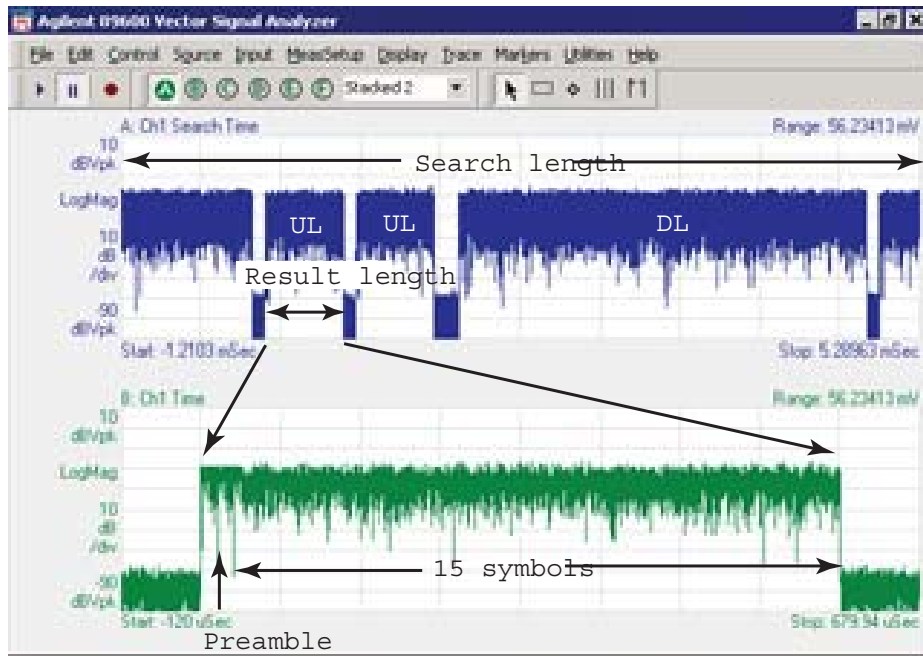 Agilent 89600 Vector Signal Analyzer
File Edit Control Source Input MeasSetup Display Trace Markers Utilities Help
A B C D E F Stacked 2
A: Ch1 Search Time Range: 56.23413 mV
10
dBVpk
Search length
LogMag
UL UL DL
10
dB
/div
Result length
-90
dBVpk
Start: -1.2103 mSec Stop: 5.28963 mSec
B: Ch1 Time Range: 56.23413 mV
10
dBVpk
LogMag
10
dB
/div
15 symbols
-90
dBVpk
Start: -120 uSec Stop: 679.94 uSec
Preamble